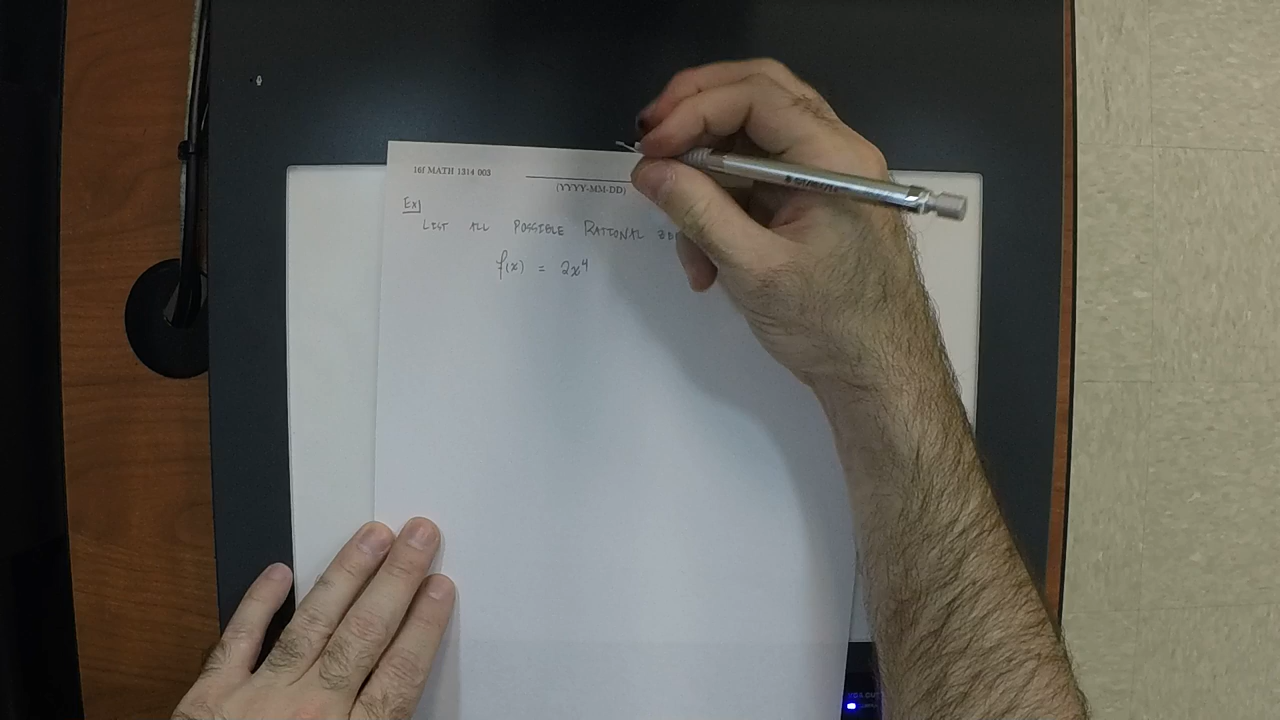 16f MATH 1314 003
(YYYY-MM-DD)
Ex)
LIST ALL POSSIBLE RATIONAL
f(x) = 2x⁴